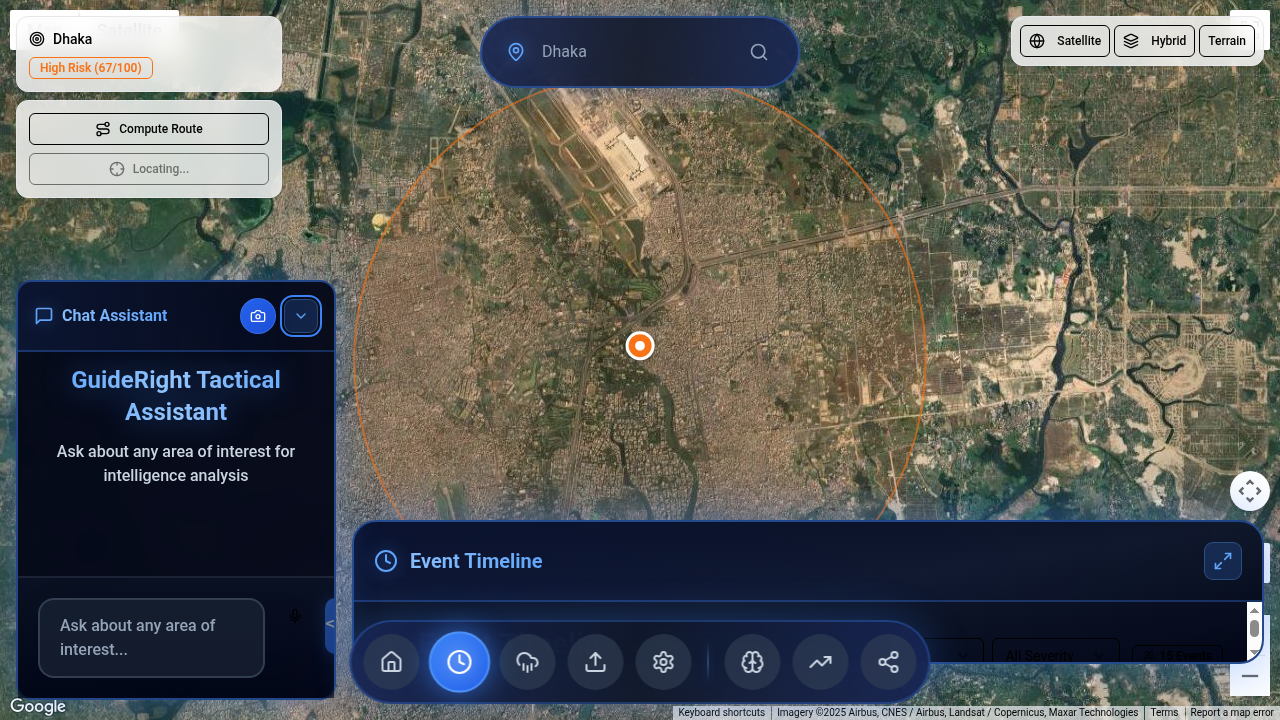 Dhaka
High Risk (67/100)
Compute Route
Locating...
Dhaka
Satellite
Hybrid
Terrain
Chat Assistant
GuideRight Tactical
Assistant
Ask about any area of interest for
intelligence analysis
Ask about any area of
interest...
<
Event Timeline
All Severity
15 Events
Google
Keyboard shortcuts
Imagery ©2025 Airbus, CNES / Airbus, Landsat / Copernicus, Maxar Technologies
Terms
Report a map error